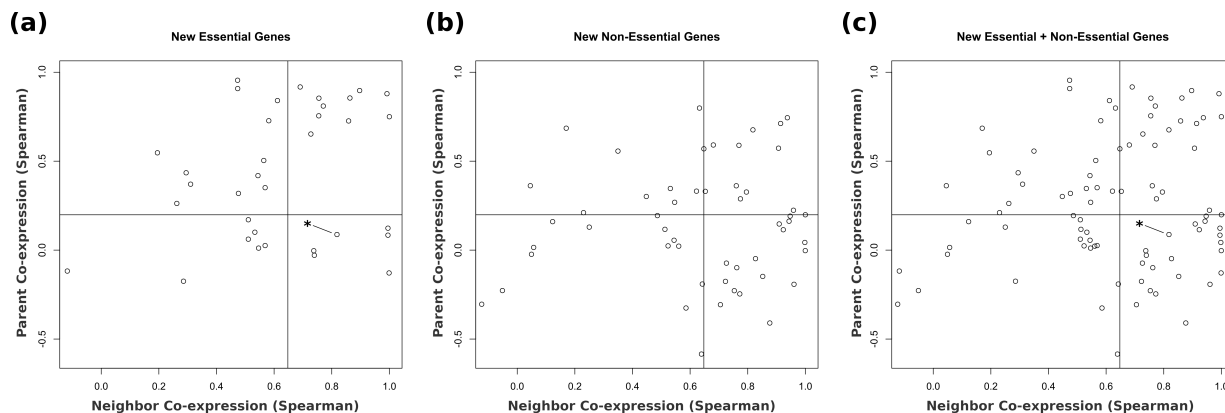 (a)
New Essential Genes
Parent Co-expression (Spearman)
1.0
0.5
0.0
-0.5
*
0.0 0.2 0.4 0.6 0.8 1.0
Neighbor Co-expression (Spearman)
(b)
New Non-Essential Genes
Parent Co-expression (Spearman)
1.0
0.5
0.0
-0.5
0.0 0.2 0.4 0.6 0.8 1.0
Neighbor Co-expression (Spearman)
(c)
New Essential + Non-Essential Genes
Parent Co-expression (Spearman)
1.0
0.5
0.0
-0.5
*
0.0 0.2 0.4 0.6 0.8 1.0
Neighbor Co-expression (Spearman)